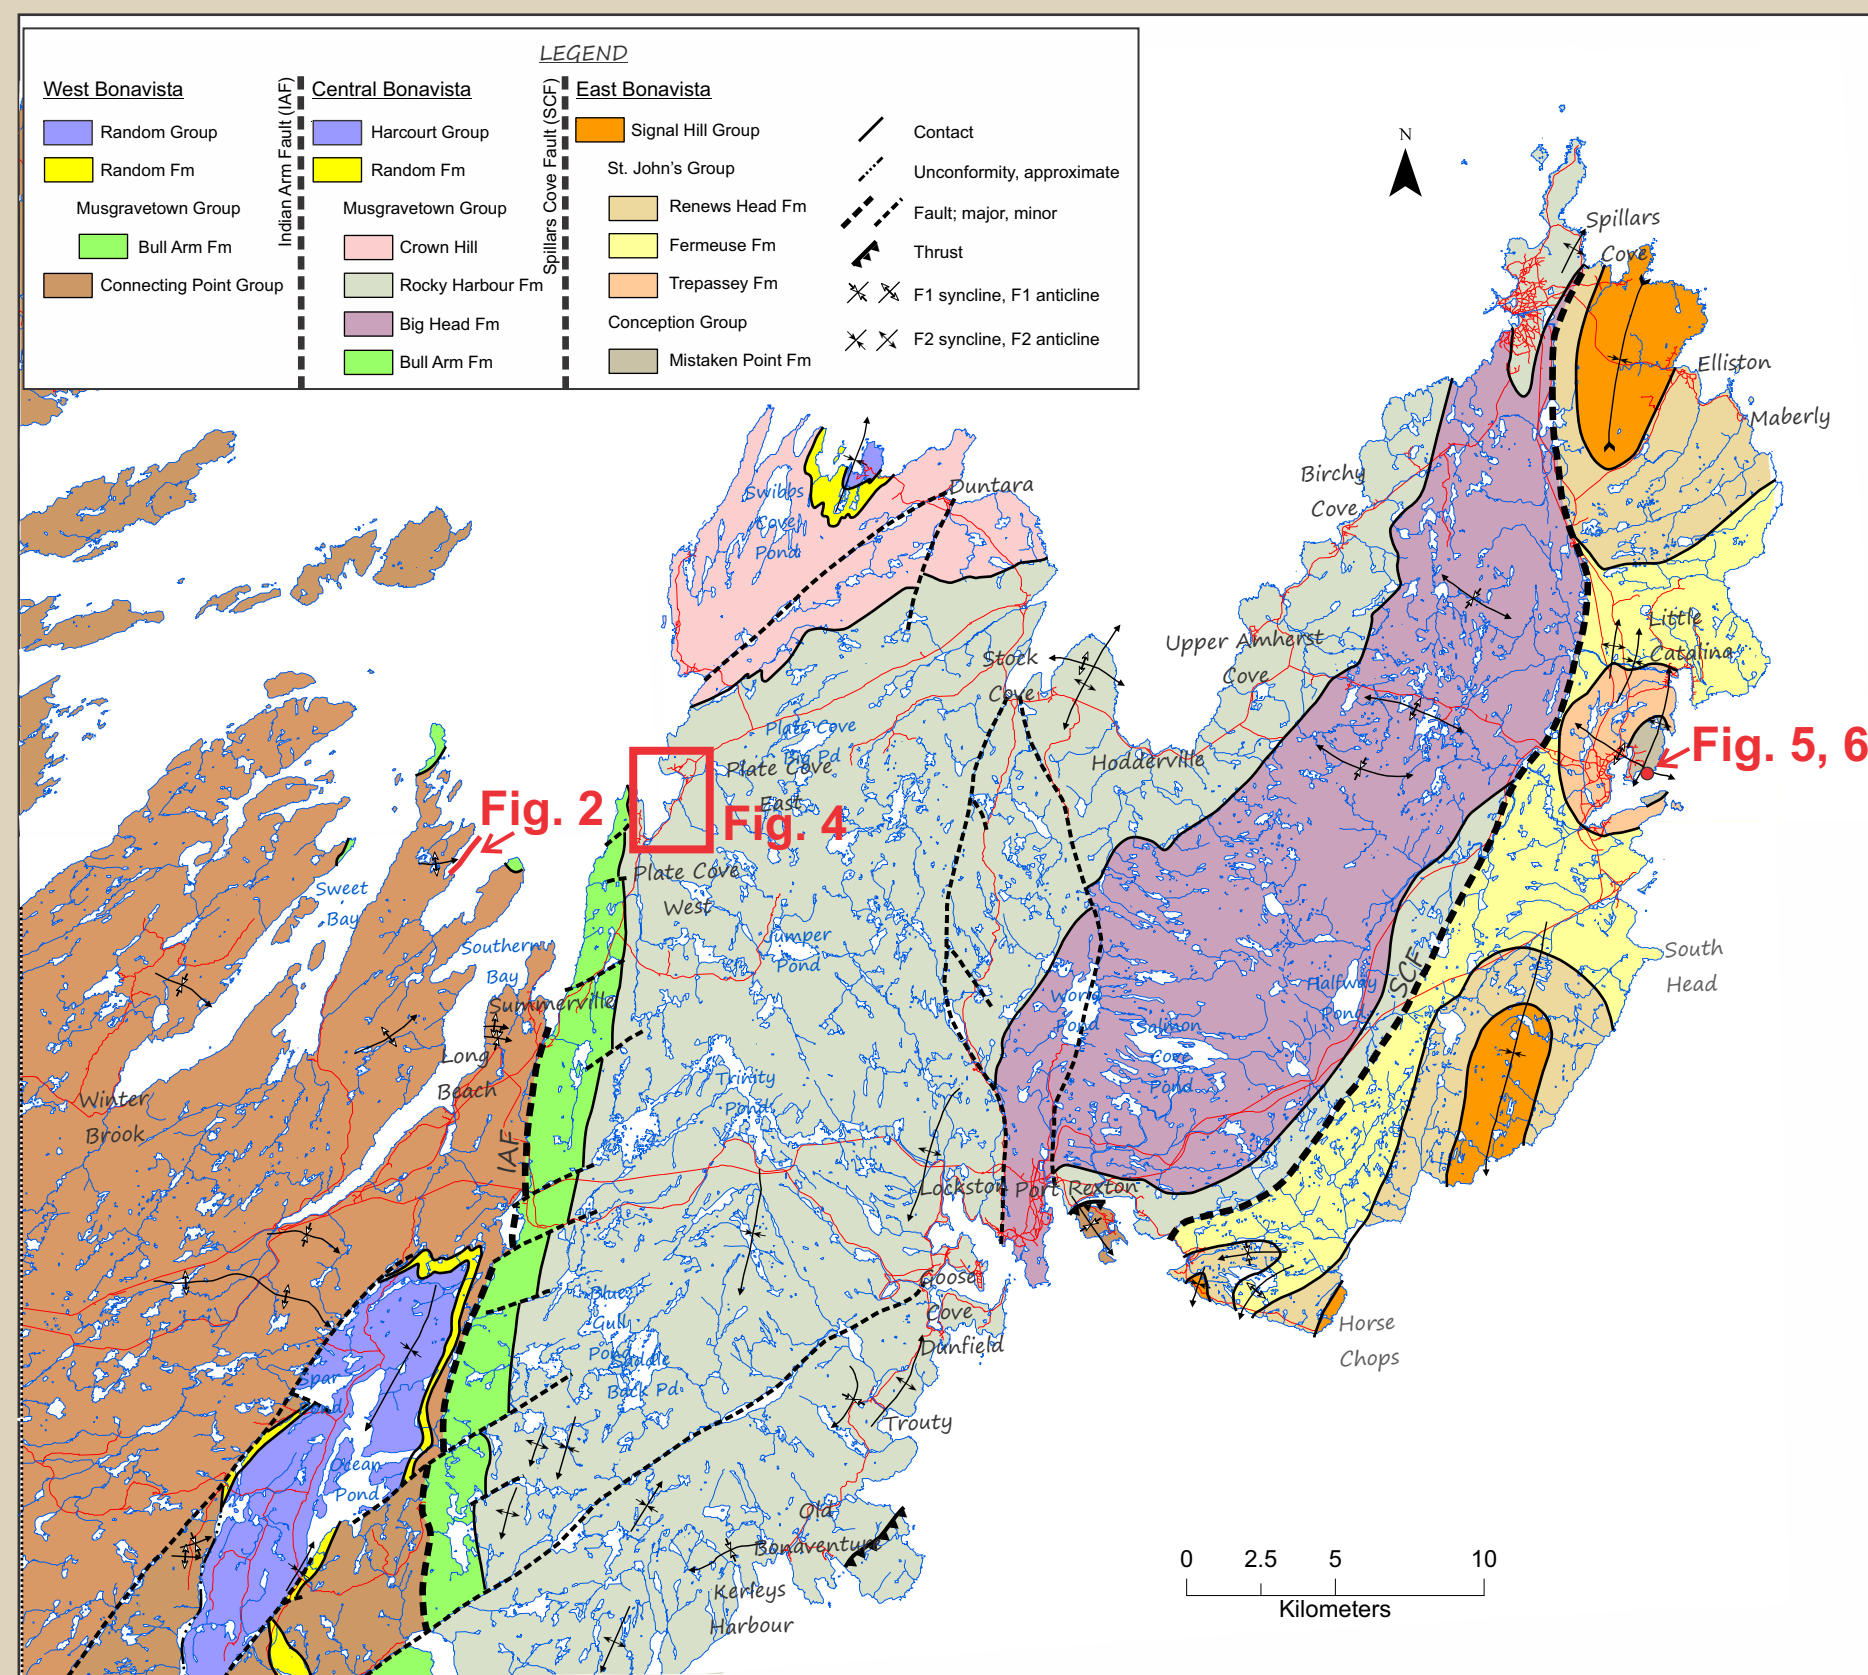 LEGEND
West Bonavista
Random Group
Random Fm
Musgravetown Group
Bull Arm Fm
Connecting Point Group
Indian Arm Fault (IAF)
Central Bonavista
Harcourt Group
Random Fm
Musgravetown Group
Crown Hill
Rocky Harbour Fm
Big Head Fm
Bull Arm Fm
Spillars Cove Fault (SCF)
East Bonavista
Signal Hill Group
St. John's Group
Renews Head Fm
Fermeuse Fm
Trepassey Fm
Conception Group
Mistaken Point Fm
Contact
Unconformity, approximate
Fault; major, minor
Thrust
F1 syncline, F1 anticline
F2 syncline, F2 anticline
N
Spillars
Cove
Elliston
Maberly
Birchy
Cove
Duntara
Swibbs
Cove
Pond
Little
Catalina
Upper Amherst
Cove
Stock
Cove
Plate Cove
Big Pd
Plate Cove
East
Hodderville
Fig. 5, 6
Fig. 2
Fig. 4
Plate Cove
West
Sweet
Bay
Jumper
Pond
Southern
Bay
Summerville
South
Head
SCF
Halfway
Pond
World
Pond
Salmon
Cove
Pond
Long
Beach
Winter
Brook
Trinity
Pond
IAF
Lockston
Port Rexton
Goose
Cove
Dunfield
Blue
Gull
Pond
Saddle
Back Pd
Horse
Chops
Spar
Pond
Trouty
Ocean
Pond
Old
Bonaventure
Kerleys
Harbour
0 2.5 5 10
Kilometers